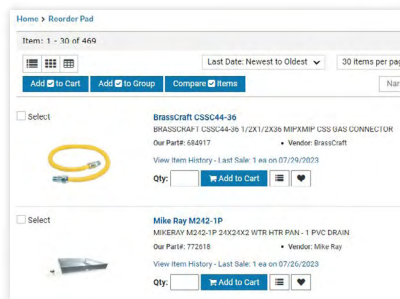 Home > Reorder Pad
Item: 1 - 30 of 469
Last Date: Newest to Oldest
30 items per pag
Add to Cart
Add to Group
Compare Items
Nar
Select
BrassCraft CSSC44-36
BRASSCRAFT CSSC44-36 1/2X1/2X36 MIPXMIP CSS GAS CONNECTOR
Our Part#: 684917 • Vendor: BrassCraft
View Item History - Last Sale: 1 ea on 07/29/2023
Qty: Add to Cart
Select
Mike Ray M242-1P
MIKERAY M242-1P 24X24X2 WTR HTR PAN - 1 PVC DRAIN
Our Part#: 772618 • Vendor: Mike Ray
View Item History - Last Sale: 1 ea on 07/26/2023
Qty: Add to Cart